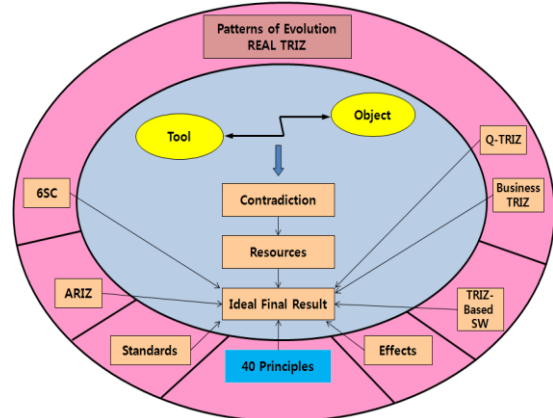 Patterns of Evolution
REAL TRIZ
Object
Tool
Q-TRIZ
6SC
Business
TRIZ
Contradiction
Resources
ARIZ
Ideal Final Result
TRIZ-
Based
SW
Standards
40 Principles
Effects